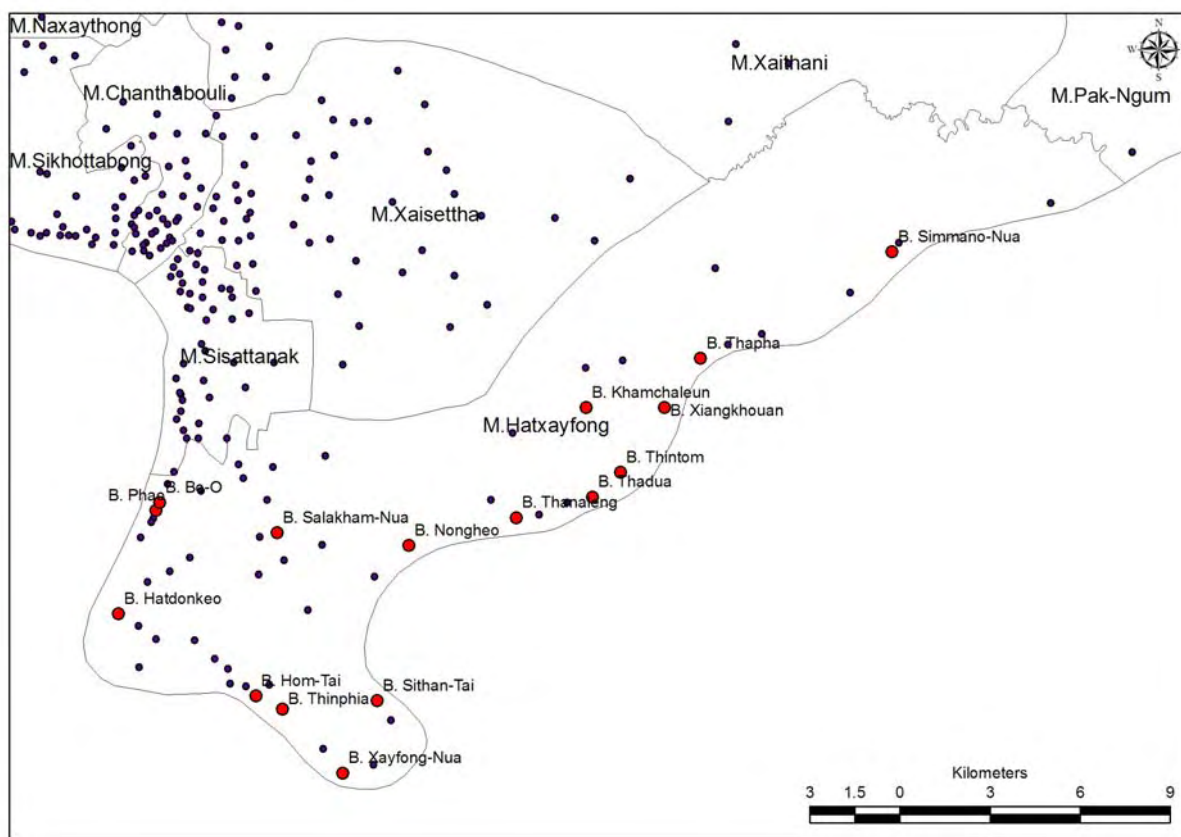 M.Naxaythong
N
W
E
S
M.Xaithani
M.Chanthabouli
M.Pak-Ngum
M.Sikhottabong
M.Xaisettha
B. Simmano-Nua
B. Thapha
M.Sisattanak
B. Khamchaleun
B. Xiangkhouan
M.Hatxayfong
B. Thintom
B. Thadua
B. Bo-O
B. Phao
B. Thanaleng
B. Salakham-Nua
B. Nongheo
B. Hatdonkeo
B. Hom-Tai
B. Sithan-Tai
B. Thinphia
B. Xayfong-Nua
Kilometers
3 1.5 0 3 6 9